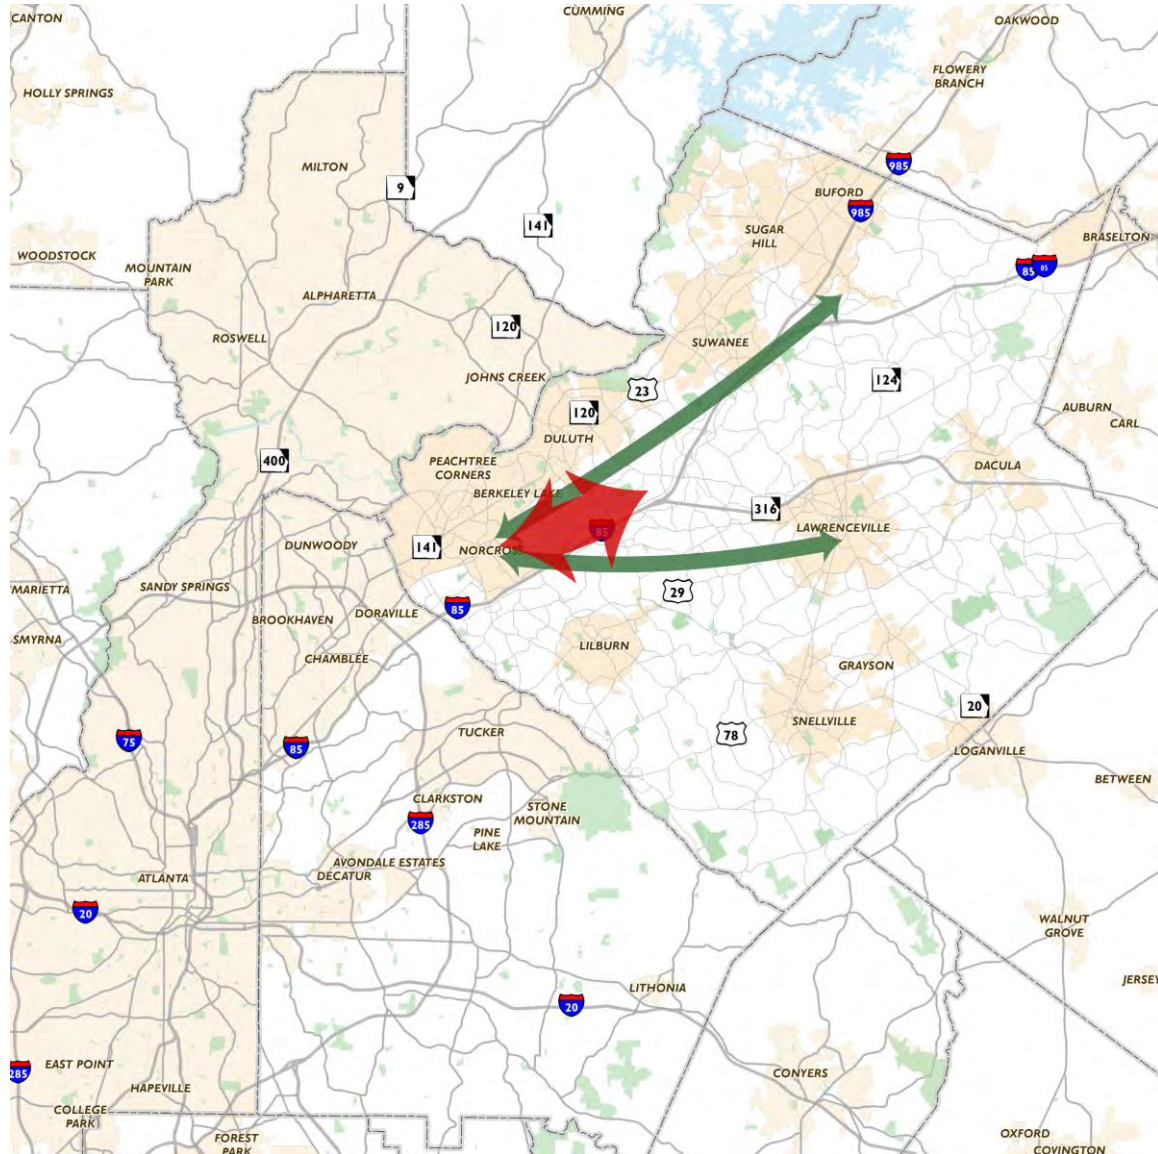 CANTON
CUMMING
OAKWOOD
FLOWERY
BRANCH
HOLLY SPRINGS
MILTON
9
985
BUFORD
985
141
SUGAR
HILL
BRASELTON
WOODSTOCK
MOUNTAIN
PARK
85
85
ALPHARETTA
120
ROSWELL
SUWANEE
JOHNS CREEK
23
124
120
AUBURN
CARL
DULUTH
400
PEACHTREE
CORNERS
DACULA
BERKELEY LAKE
316
LAWRENCEVILLE
85
DUNWOODY
141
NORCROSS
MARIETTA
SANDY SPRINGS
29
85
DORAVILLE
BROOKHAVEN
SMYRNA
CHAMBLEE
LILBURN
GRAYSON
20
SNELLVILLE
78
TUCKER
75
85
LOGANVILLE
BETWEEN
CLARKSTON
285
STONE
MOUNTAIN
PINE
LAKE
AVONDALE ESTATES
DECATUR
ATLANTA
20
WALNUT
GROVE
JERSEY
LITHONIA
20
EAST POINT
285
CONYERS
HAPEVILLE
COLLEGE
PARK
FOREST
PARK
OXFORD
COVINGTON